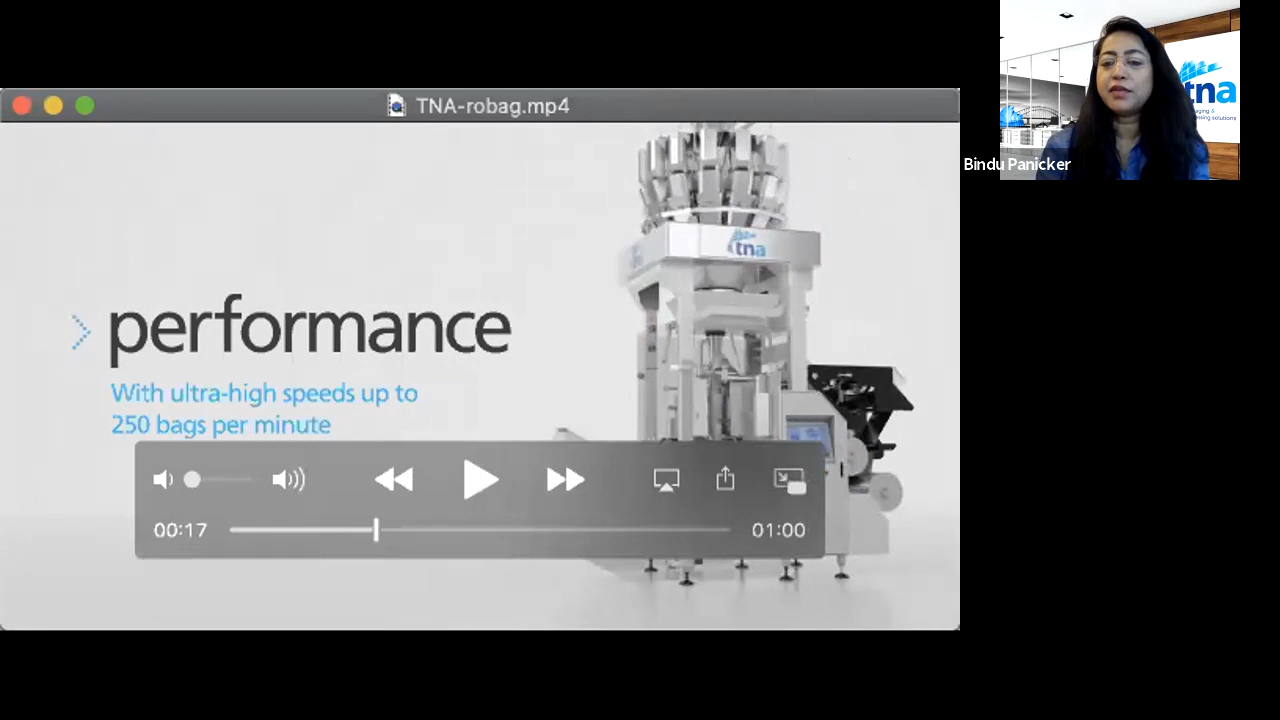 TNA-robag.mp4
tna
performance
With ultra-high speeds up to
250 bags per minute
00:17
01:00
tna
Bindu Panicker